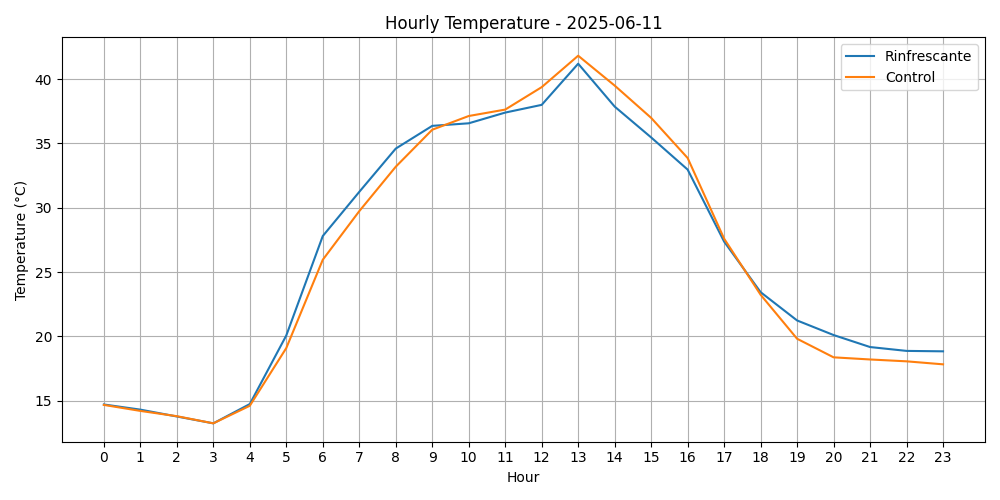 Hourly Temperature - 2025-06-11
Rinfrescante
Control
Temperature (°C)
40
35
30
25
20
15
0 1 2 3 4 5 6 7 8 9 10 11 12 13 14 15 16 17 18 19 20 21 22 23
Hour